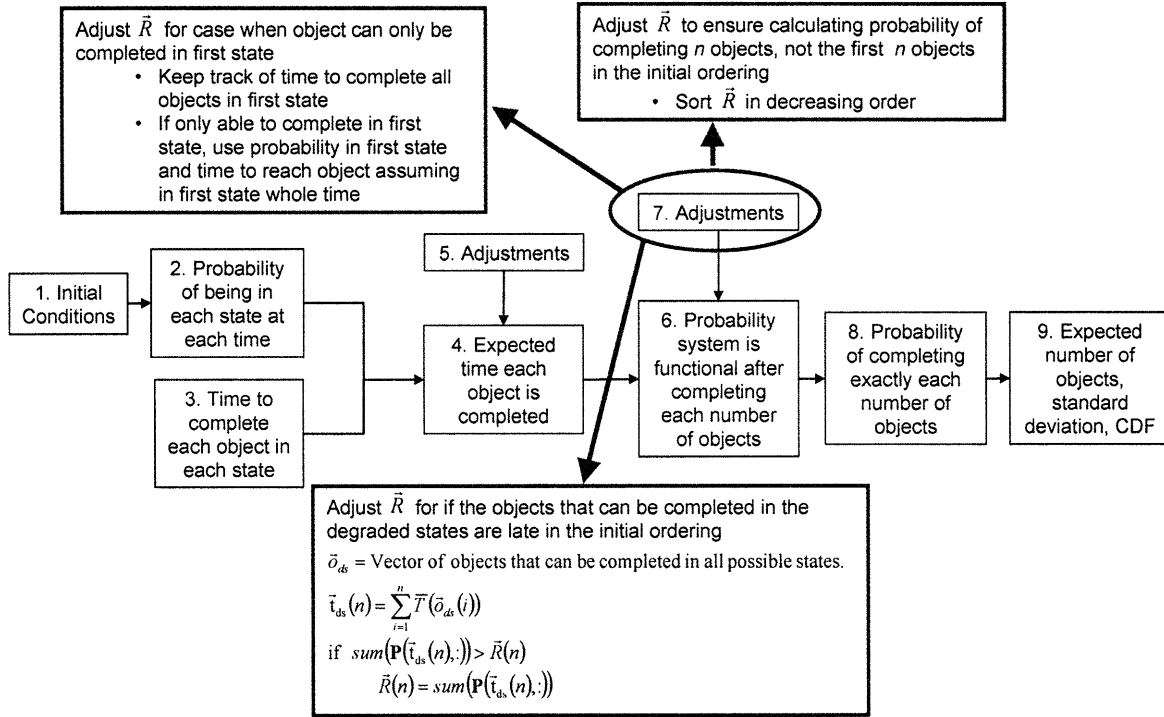 Adjust R⃗ for case when object can only be
completed in first state
• Keep track of time to complete all
objects in first state
• If only able to complete in first
state, use probability in first state
and time to reach object assuming
in first state whole time
Adjust R⃗ to ensure calculating probability of
completing n objects, not the first n objects
in the initial ordering
• Sort R⃗ in decreasing order
7. Adjustments
5. Adjustments
1. Initial
Conditions
2. Probability
of being in
each state at
each time
3. Time to
complete
each object in
each state
4. Expected
time each
object is
completed
6. Probability
system is
functional after
completing
each number
of objects
8. Probability
of completing
exactly each
number of
objects
9. Expected
number of
objects,
standard
deviation, CDF
Adjust R⃗ for if the objects that can be completed in the
degraded states are late in the initial ordering
o⃗_ds = Vector of objects that can be completed in all possible states.
t⃗_ds(n) = ∑_{i=1}^{n} T̄(o⃗_ds(i))
if sum(P(t⃗_ds(n),:)) > R⃗(n)
R⃗(n) = sum(P(t⃗_ds(n),:))